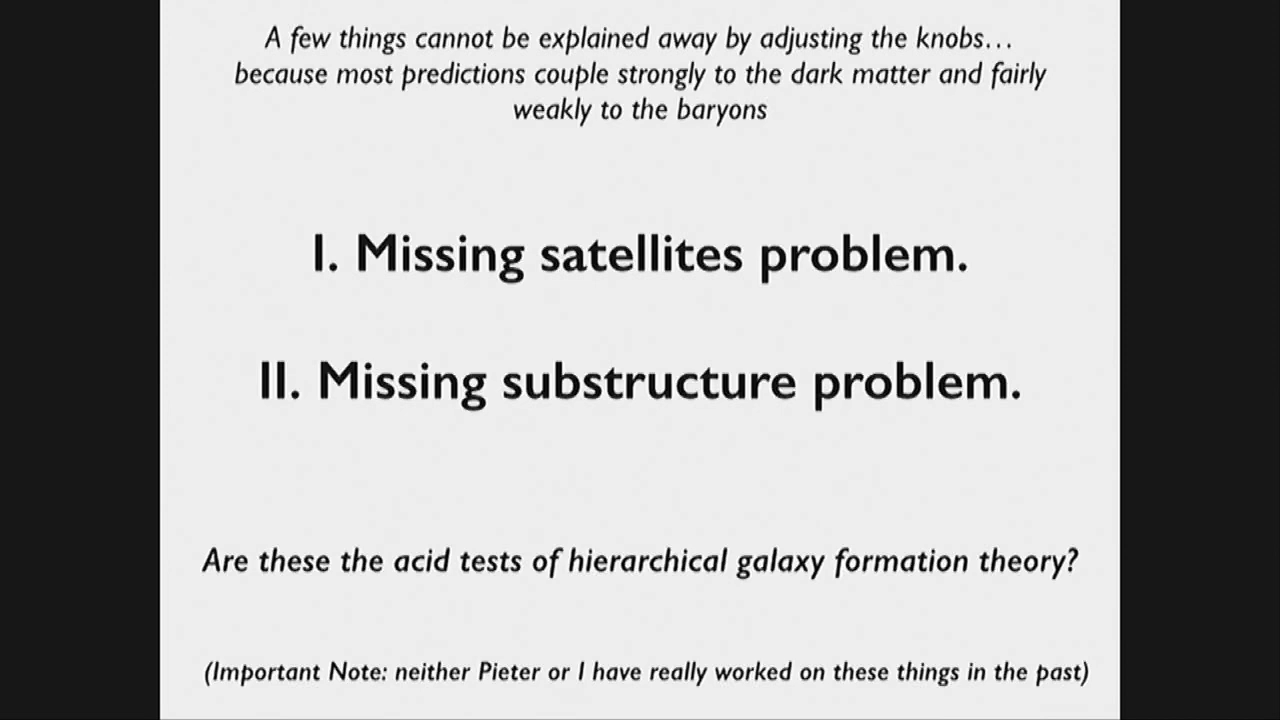 A few things cannot be explained away by adjusting the knobs…
because most predictions couple strongly to the dark matter and fairly
weakly to the baryons
I. Missing satellites problem.
II. Missing substructure problem.
Are these the acid tests of hierarchical galaxy formation theory?
(Important Note: neither Pieter or I have really worked on these things in the past)